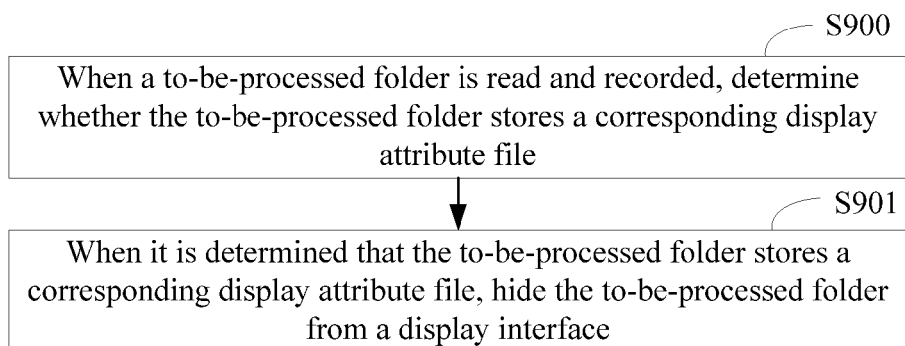 S900
When a to-be-processed folder is read and recorded, determine
whether the to-be-processed folder stores a corresponding display
attribute file
S901
When it is determined that the to-be-processed folder stores a
corresponding display attribute file, hide the to-be-processed folder
from a display interface